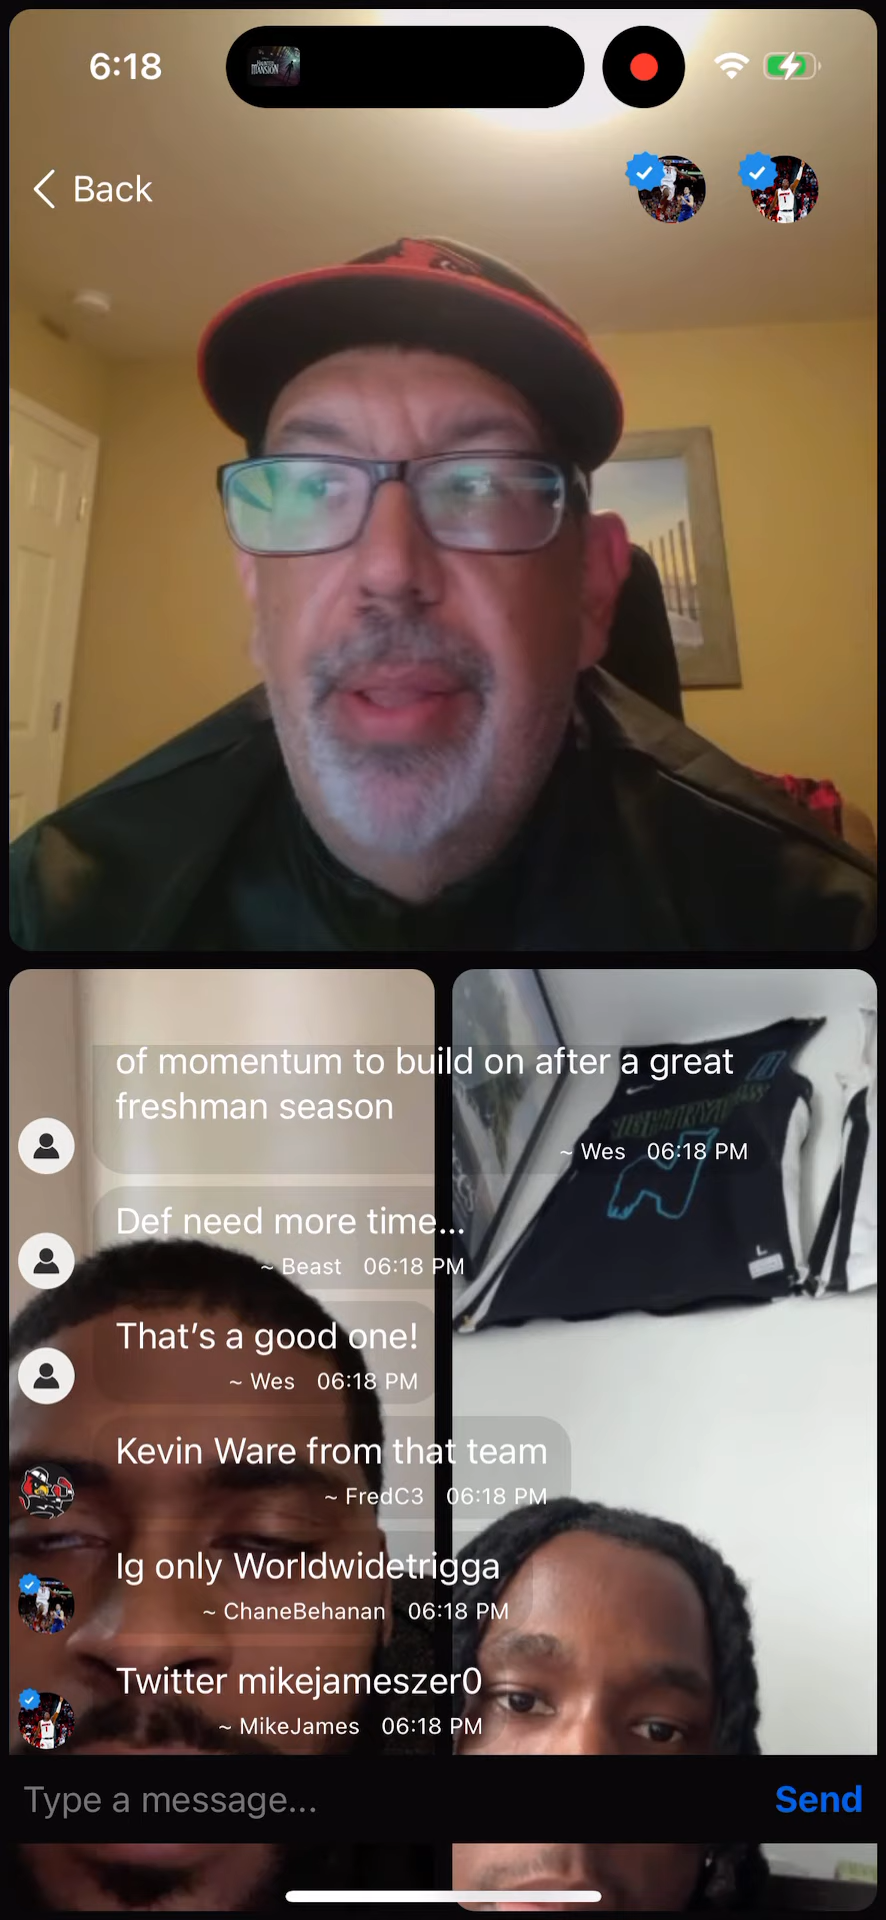 6:18
MANSION
Back
of momentum to build on after a great
freshman season
~ Wes 06:18 PM
Def need more time...
~ Beast 06:18 PM
That’s a good one!
~ Wes 06:18 PM
Kevin Ware from that team
~ FredC3 06:18 PM
Ig only Worldwidetrigga
~ ChaneBehanan 06:18 PM
Twitter mikejameszer0
~ MikeJames 06:18 PM
Type a message...
Send